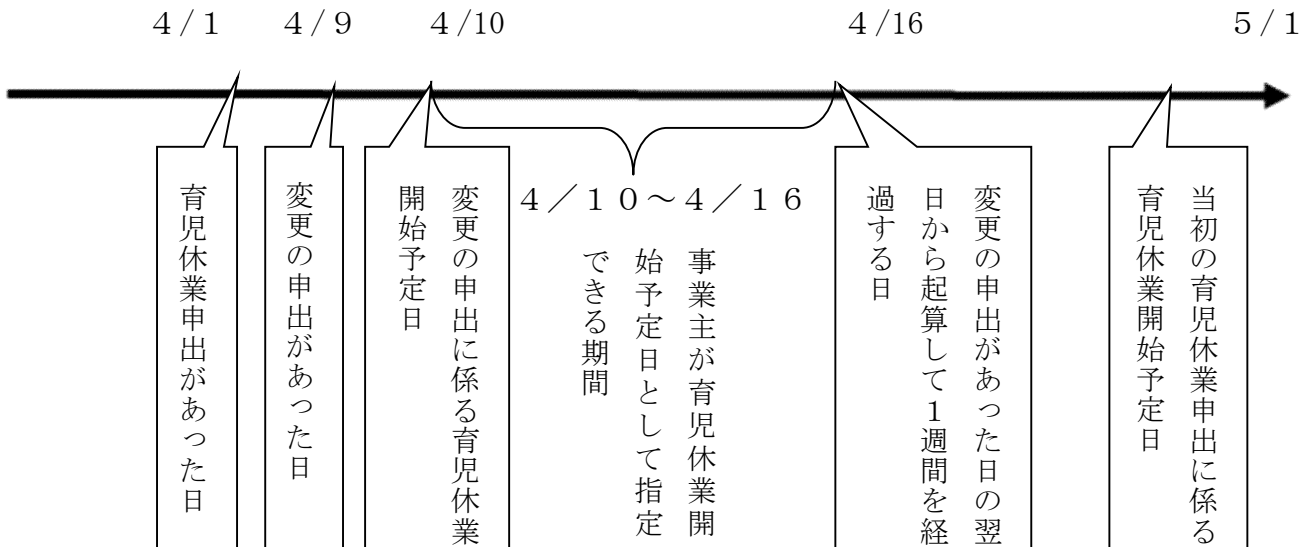 4/1
4/9
4/10
4/16
5/1
育児休業申出があった日
変更の申出があった日
変更の申出に係る育児休業
開始予定日
4/10~4/16
事業主が育児休業開
始予定日として指定
できる期間
変更の申出があった日の翌
日から起算して1週間を経
過する日
当初の育児休業申出に係る
育児休業開始予定日